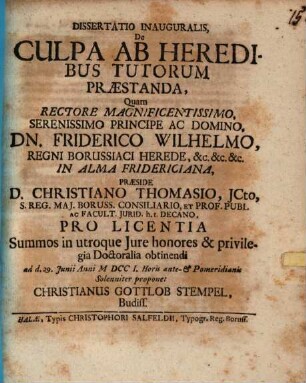 DISSERTATIO INAUGURALIS,
De
CULPA AB HEREDI-
BUS TUTORUM
PRÆSTANDA,
Quam
RECTORE MAGNIFICENTISSIMO,
SERENISSIMO PRINCIPE AC DOMINO,
DN. FRIDERICO WILHELMO,
REGNI BORUSSIACI HEREDE, &c. &c. &c.
IN ALMA FRIDERICIANA,
PRÆSIDE
D. CHRISTIANO THOMASIO, JCto,
S. REG. MAJ. BORUSS. CONSILIARIO, ET PROF. PUBL.
AC FACULT. JURID. h. t. DECANO,
PRO LICENTIA
Summos in utroque Jure honores & privile-
gia Doctoralia obtinendi
ad d. 29. Junii Anni M DCC I. Horis ante- & Pomeridianis
Solenniter proponet
CHRISTIANUS GOTTLOB STEMPEL,
Budiss.
HALÆ, Typis CHRISTOPHORI SALFELDII, Typogr. Reg. Boruss.